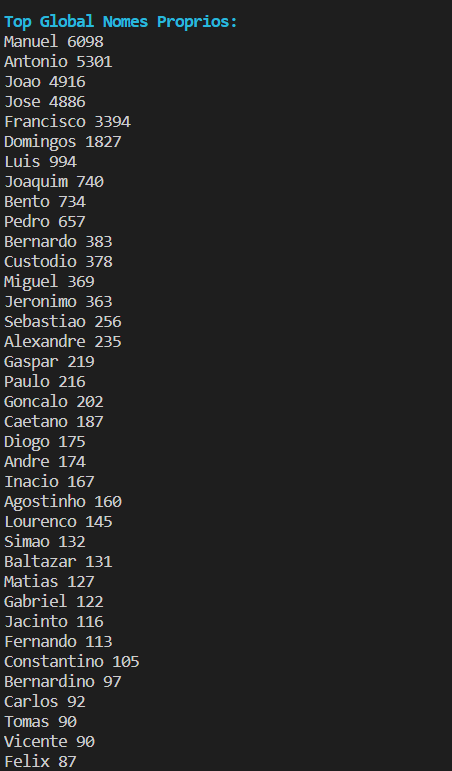 Top Global Nomes Proprios:
Manuel 6098
Antonio 5301
Joao 4916
Jose 4886
Francisco 3394
Domingos 1827
Luis 994
Joaquim 740
Bento 734
Pedro 657
Bernardo 383
Custodio 378
Miguel 369
Jeronimo 363
Sebastiao 256
Alexandre 235
Gaspar 219
Paulo 216
Goncalo 202
Caetano 187
Diogo 175
Andre 174
Inacio 167
Agostinho 160
Lourenco 145
Simao 132
Baltazar 131
Matias 127
Gabriel 122
Jacinto 116
Fernando 113
Constantino 105
Bernardino 97
Carlos 92
Tomas 90
Vicente 90
Felix 87